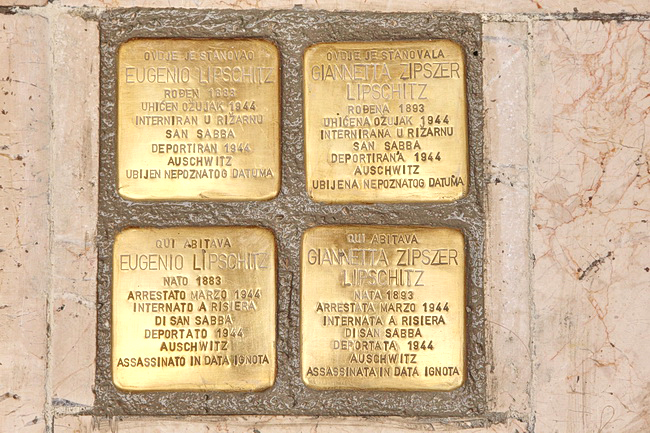 OVDJE JE STANOVAO
EUGENIO LIPSCHITZ
ROĐEN 1883
UHIĆEN OŽUJAK 1944
INTERNIRAN U RIŽARNU
SAN SABBA
DEPORTIRAN 1944
AUSCHWITZ
UBIJEN NEPOZNATOG DATUMA
OVDJE JE STANOVALA
GIANNETTA ZIPSZER
LIPSCHITZ
ROĐENA 1893
UHIĆENA OŽUJAK 1944
INTERNIRANA U RIŽARNU
SAN SABBA
DEPORTIRANA 1944
AUSCHWITZ
UBIJENA NEPOZNATOG DATUMA
QUI ABITAVA
EUGENIO LIPSCHITZ
NATO 1883
ARRESTATO MARZO 1944
INTERNATO A RISIERA
DI SAN SABBA
DEPORTATO 1944
AUSCHWITZ
ASSASSINATO IN DATA IGNOTA
QUI ABITAVA
GIANNETTA ZIPSZER
LIPSCHITZ
NATA 1893
ARRESTATA MARZO 1944
INTERNATA A RISIERA
DI SAN SABBA
DEPORTATA 1944
AUSCHWITZ
ASSASSINATA IN DATA IGNOTA